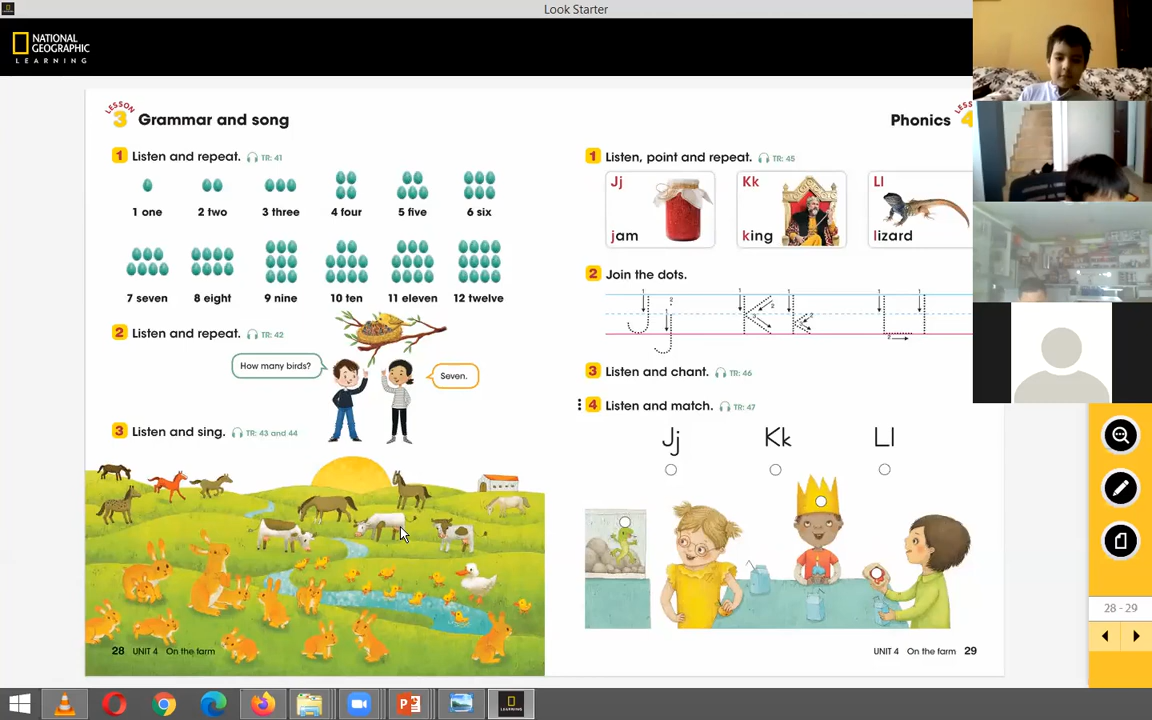 Look Starter
NATIONAL
GEOGRAPHIC
LEARNING
LESSON
3 Grammar and song
1 Listen and repeat. TR: 41
1 one 2 two 3 three 4 four 5 five 6 six
7 seven 8 eight 9 nine 10 ten 11 eleven 12 twelve
2 Listen and repeat. TR: 42
How many birds?
Seven.
3 Listen and sing. TR: 43 and 44
28 UNIT 4 On the farm
Phonics 4
1 Listen, point and repeat. TR: 45
Jj Kk Ll
jam king lizard
2 Join the dots.
Jj Kk Ll
3 Listen and chant. TR: 46
4 Listen and match. TR: 47
Jj Kk Ll
UNIT 4 On the farm 29
28 - 29